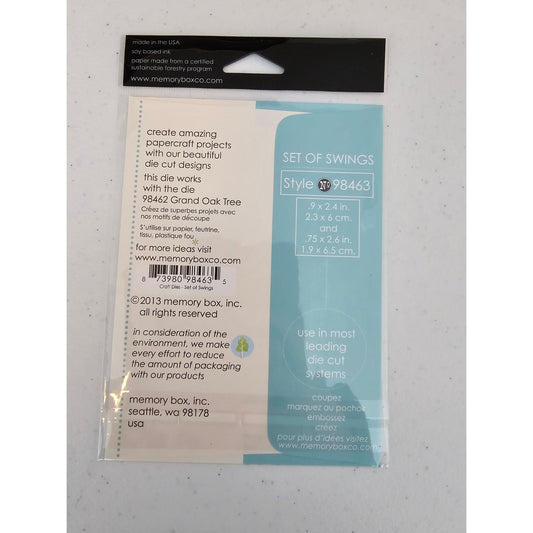 made in the USA
soy based ink
paper made from a certified
sustainable forestry program
www.memoryboxco.com
create amazing
papercraft projects
with our beautiful
die cut designs
this die works
with the die
98462 Grand Oak Tree
Créez de superbes projets avec
nos motifs de découpe
S'utilise sur papier, feutrine,
tissu, plastique fou
for more ideas visit
www.memoryboxco.com
8 73980 98463 5
Craft Dies - Set of Swings
©2013 memory box, inc.
all rights reserved
in consideration of the
environment, we make
every effort to reduce
the amount of packaging
with our products
memory box, inc.
seattle, wa 98178
usa
SET OF SWINGS
Style No 98463
.9 x 2.4 in.
2.3 x 6 cm.
and
.75 x 2.6 in.
1.9 x 6.5 cm.
use in most
leading
die cut
systems
coupez
marquez au pochoir
embossez
créez
pour plus d'idées visitez
www.memoryboxco.com